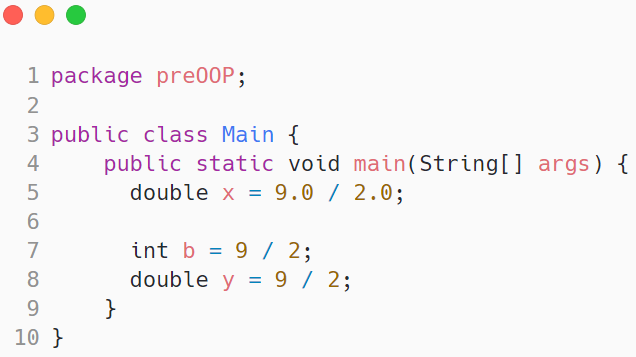 1 package preOOP;
2
3 public class Main {
4     public static void main(String[] args) {
5       double x = 9.0 / 2.0;
6
7       int b = 9 / 2;
8       double y = 9 / 2;
9     }
10 }